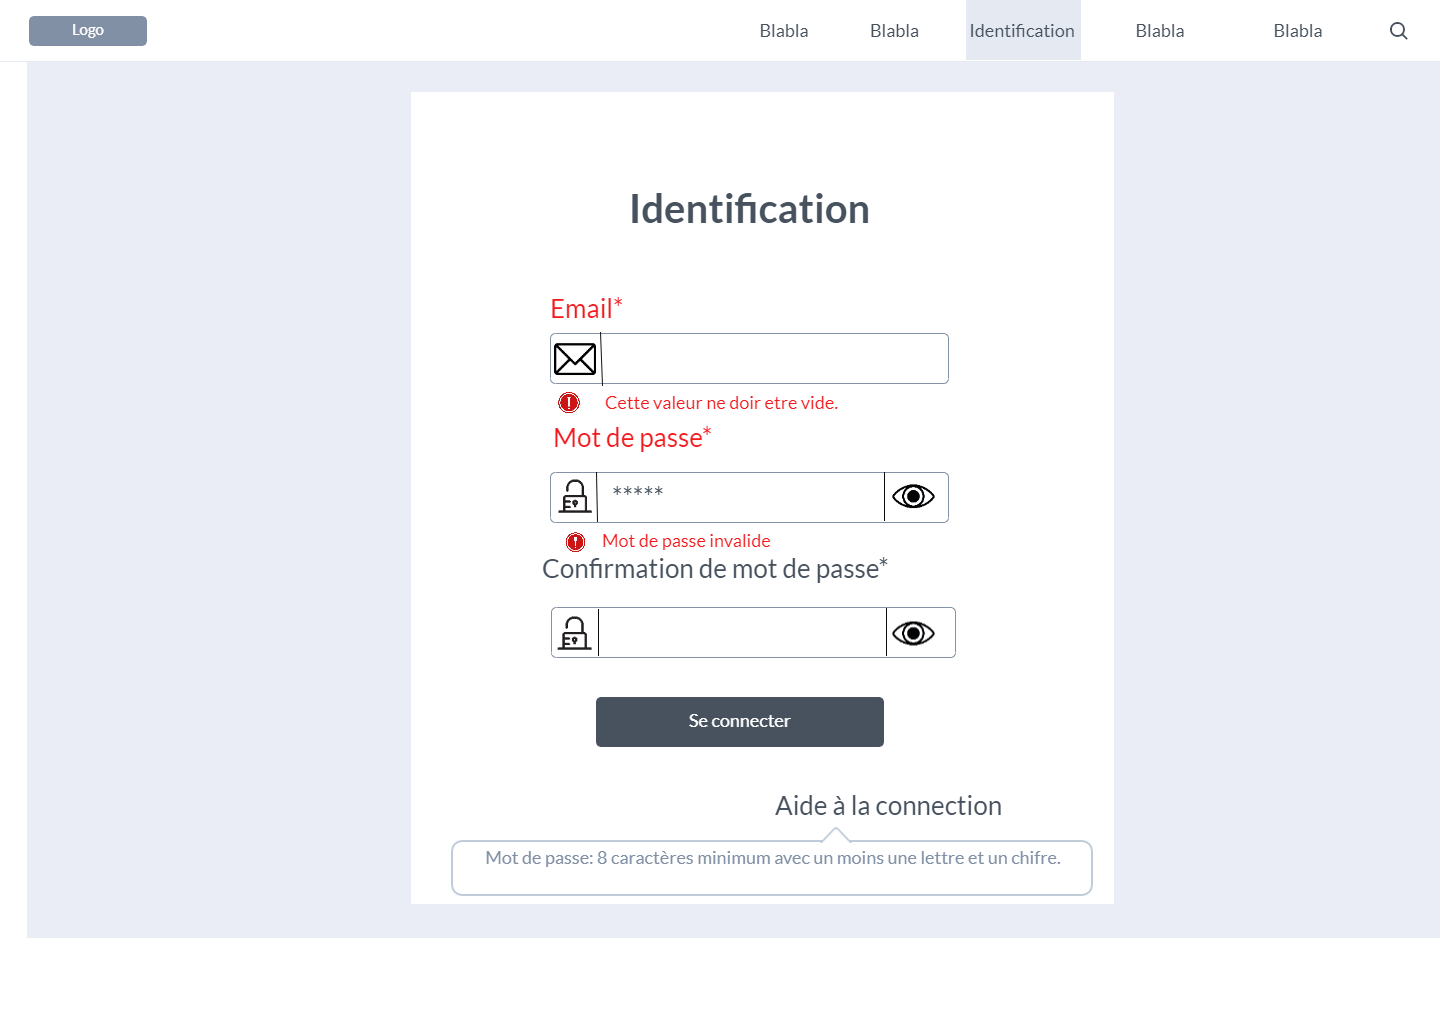 Logo
Blabla
Blabla
Identification
Blabla
Blabla
Identification
Email*
Cette valeur ne doir etre vide.
Mot de passe*
*****
Mot de passe invalide
Confirmation de mot de passe*
Se connecter
Aide à la connection
Mot de passe: 8 caractères minimum avec un moins une lettre et un chifre.